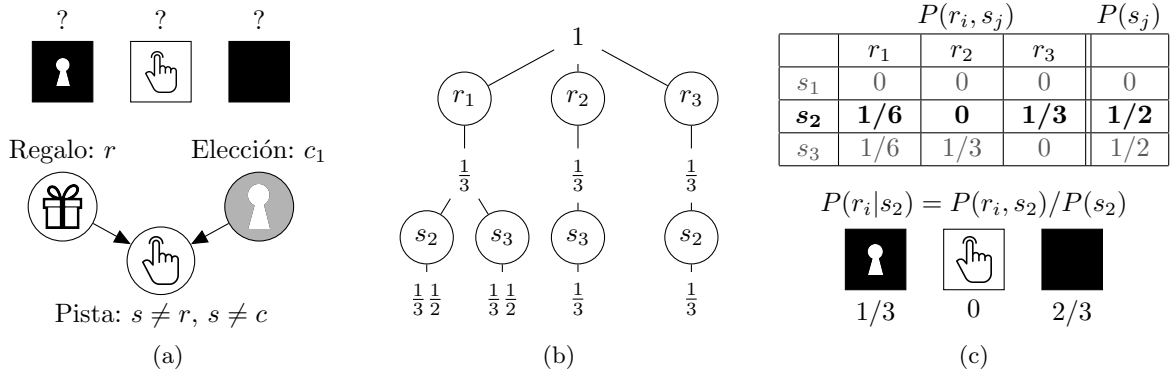 ? ? ?
Regalo: r Elección: c₁
Pista: s ≠ r, s ≠ c
(a)
1
r₁ r₂ r₃
1/3 1/3 1/3
s₂ s₃ s₃ s₂
1/3 1/2 1/3 1/2 1/3 1/3
(b)
P(rᵢ, sⱼ) P(sⱼ)
r₁ r₂ r₃
s₁ 0 0 0 0
s₂ 1/6 0 1/3 1/2
s₃ 1/6 1/3 0 1/2
P(rᵢ|s₂) = P(rᵢ, s₂)/P(s₂)
1/3 0 2/3
(c)